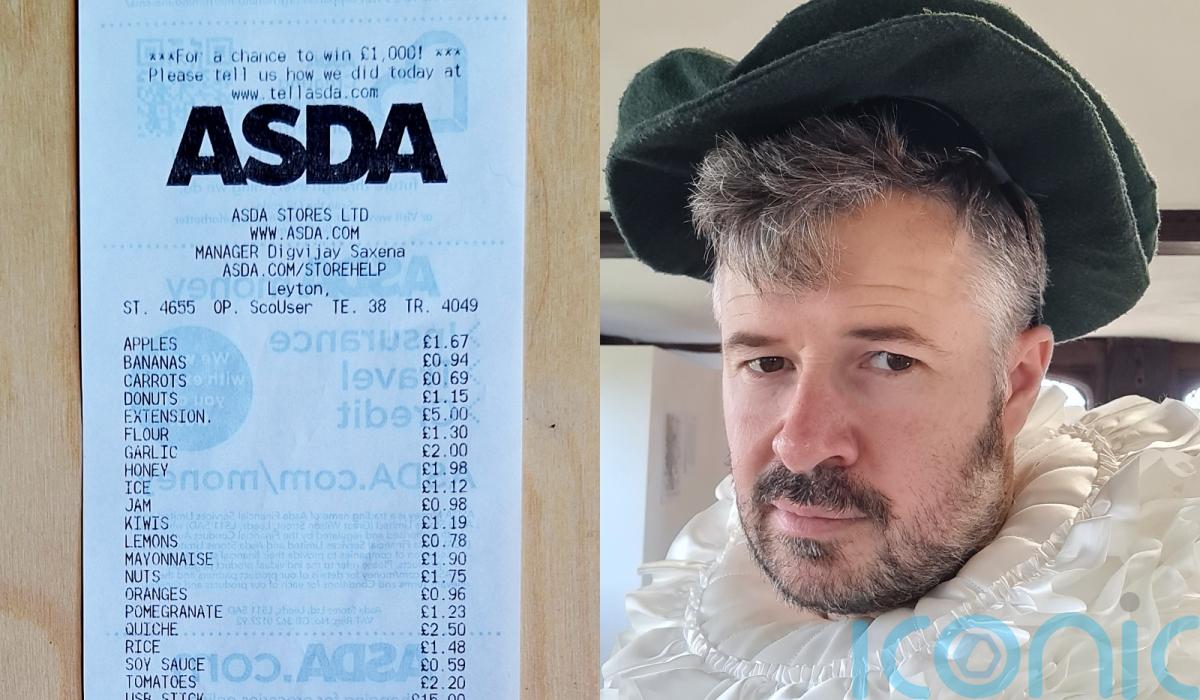 ***For a chance to win £1,000! ***
Please tell us how we did today at
www.tellasda.com
ASDA
ASDA STORES LTD
WWW.ASDA.COM
MANAGER Digvijay Saxena
ASDA.COM/STOREHELP
Leyton,
ST. 4655 OP. ScoUser TE. 38 TR. 4049
APPLES £1.67
BANANAS £0.94
CARROTS £0.69
DONUTS £1.15
EXTENSION. £5.00
FLOUR £1.30
GARLIC £2.00
HONEY £1.98
ICE £1.12
JAM £0.98
KIWIS £1.19
LEMONS £0.78
MAYONNAISE £1.90
NUTS £1.75
ORANGES £0.96
POMEGRANATE £1.23
QUICHE £2.50
RICE £1.48
SOY SAUCE £0.59
TOMATOES £2.20
USB STICK £15.00
iconic